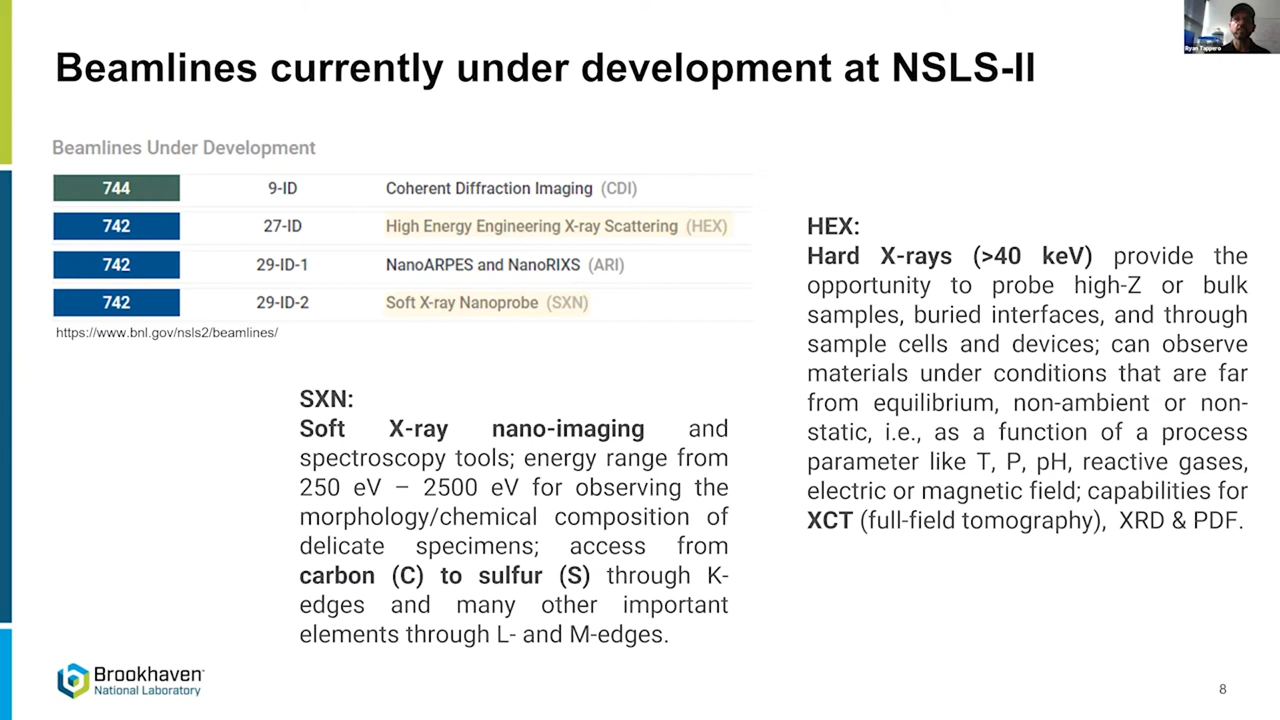 Ryan Tappero
Beamlines currently under development at NSLS-II
Beamlines Under Development
744 9-ID Coherent Diffraction Imaging (CDI)
742 27-ID High Energy Engineering X-ray Scattering (HEX)
742 29-ID-1 NanoARPES and NanoRIXS (ARI)
742 29-ID-2 Soft X-ray Nanoprobe (SXN)
https://www.bnl.gov/nsls2/beamlines/
SXN:
Soft X-ray nano-imaging and
spectroscopy tools; energy range from
250 eV – 2500 eV for observing the
morphology/chemical composition of
delicate specimens; access from
carbon (C) to sulfur (S) through K-
edges and many other important
elements through L- and M-edges.
HEX:
Hard X-rays (>40 keV) provide the
opportunity to probe high-Z or bulk
samples, buried interfaces, and through
sample cells and devices; can observe
materials under conditions that are far
from equilibrium, non-ambient or non-
static, i.e., as a function of a process
parameter like T, P, pH, reactive gases,
electric or magnetic field; capabilities for
XCT (full-field tomography), XRD & PDF.
Brookhaven™
National Laboratory
8